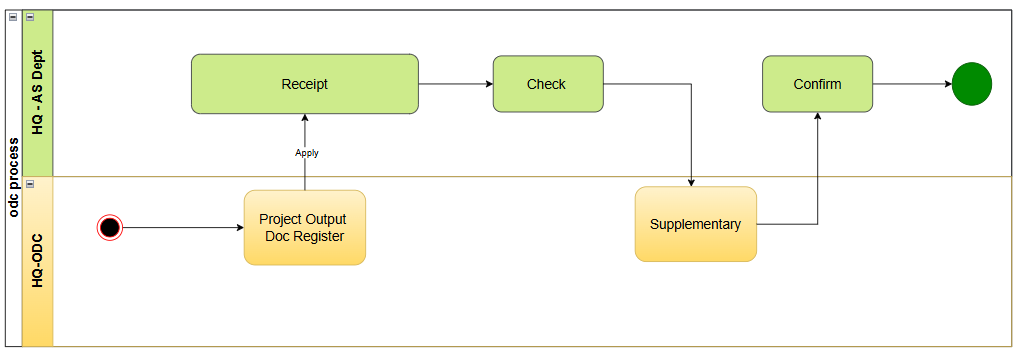 odc process
HQ - AS Dept
Receipt
Check
Confirm
Apply
HQ-ODC
Project Output
Doc Register
Supplementary